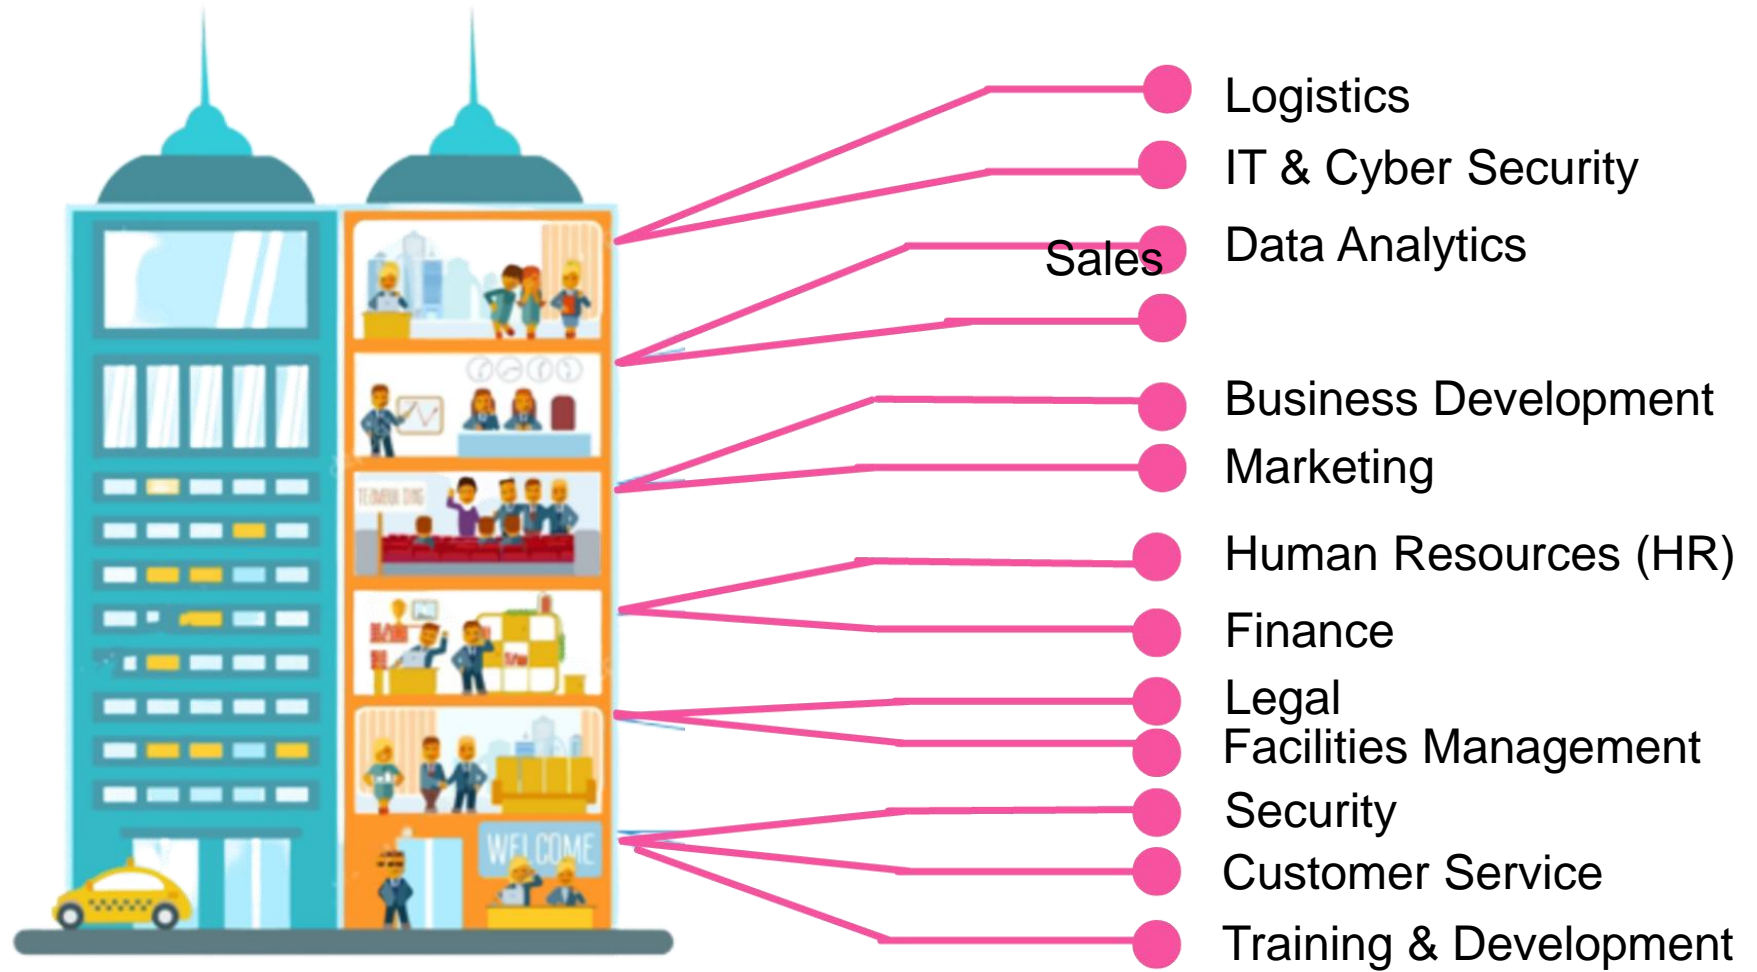 Logistics
IT & Cyber Security
Data Analytics
Sales
Business Development
Marketing
Human Resources (HR)
Finance
Legal
Facilities Management
Security
Customer Service
Training & Development
TEAMBUILDING
WELCOME